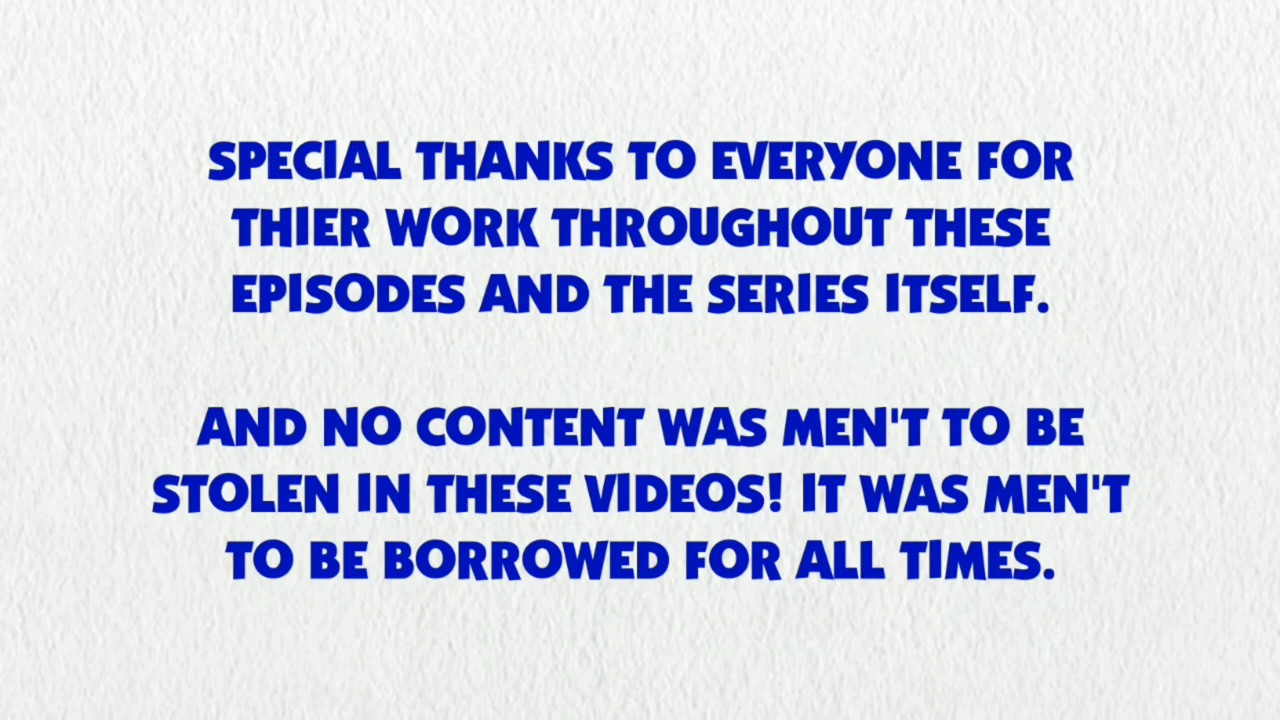 SPECIAL THANKS TO EVERYONE FOR
THIER WORK THROUGHOUT THESE
EPISODES AND THE SERIES ITSELF.
AND NO CONTENT WAS MEN'T TO BE
STOLEN IN THESE VIDEOS! IT WAS MEN'T
TO BE BORROWED FOR ALL TIMES.